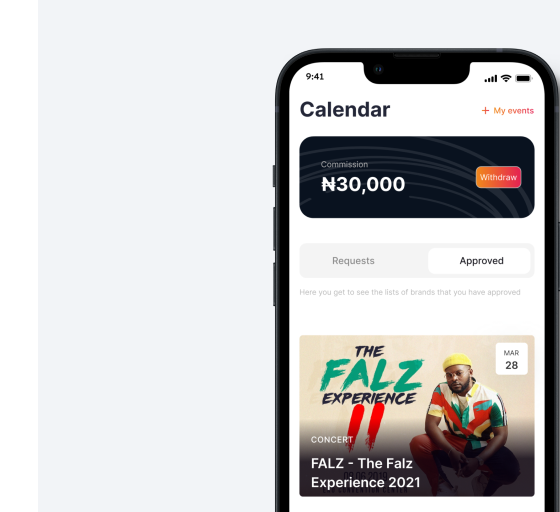 9:41
Calendar
+ My events
Commission
₦30,000
Withdraw
Requests
Approved
Here you get to see the lists of brands that you have approved
MAR
28
THE
FALZ
EXPERIENCE
II
CONCERT
FALZ - The Falz
Experience 2021